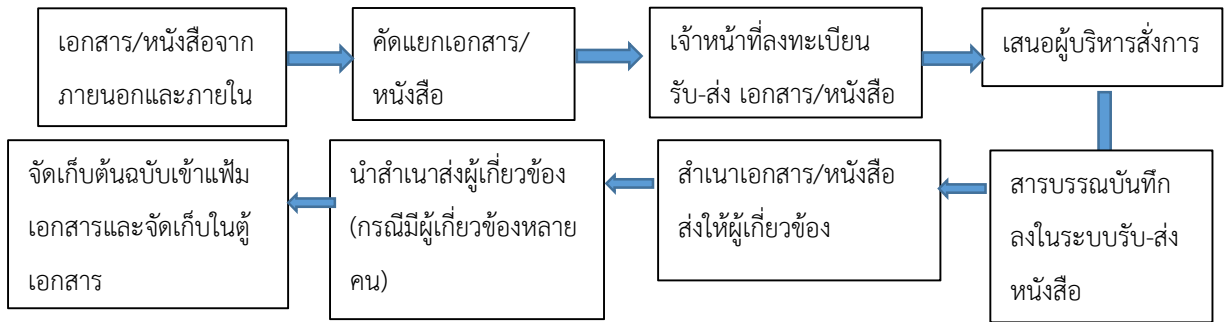 เอกสาร/หนังสือจาก
ภายนอกและภายใน
คัดแยกเอกสาร/
หนังสือ
เจ้าหน้าที่ลงทะเบียน
รับ-ส่ง เอกสาร/หนังสือ
เสนอผู้บริหารสั่งการ
สารบรรณบันทึก
ลงในระบบรับ-ส่ง
หนังสือ
สำเนาเอกสาร/หนังสือ
ส่งให้ผู้เกี่ยวข้อง
นำสำเนาส่งผู้เกี่ยวข้อง
(กรณีมีผู้เกี่ยวข้องหลาย
คน)
จัดเก็บต้นฉบับเข้าแฟ้ม
เอกสารและจัดเก็บในตู้
เอกสาร